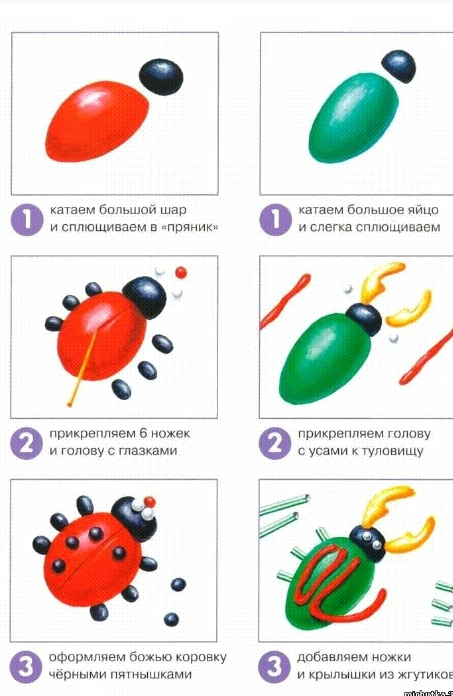 1
катаем большой шар
и сплющиваем в «пряник»
1
катаем большое яйцо
и слегка сплющиваем
2
прикрепляем 6 ножек
и голову с глазками
2
прикрепляем голову
с усами к туловищу
3
оформляем божью коровку
чёрными пятнышками
3
добавляем ножки
и крылышки из жгутиков